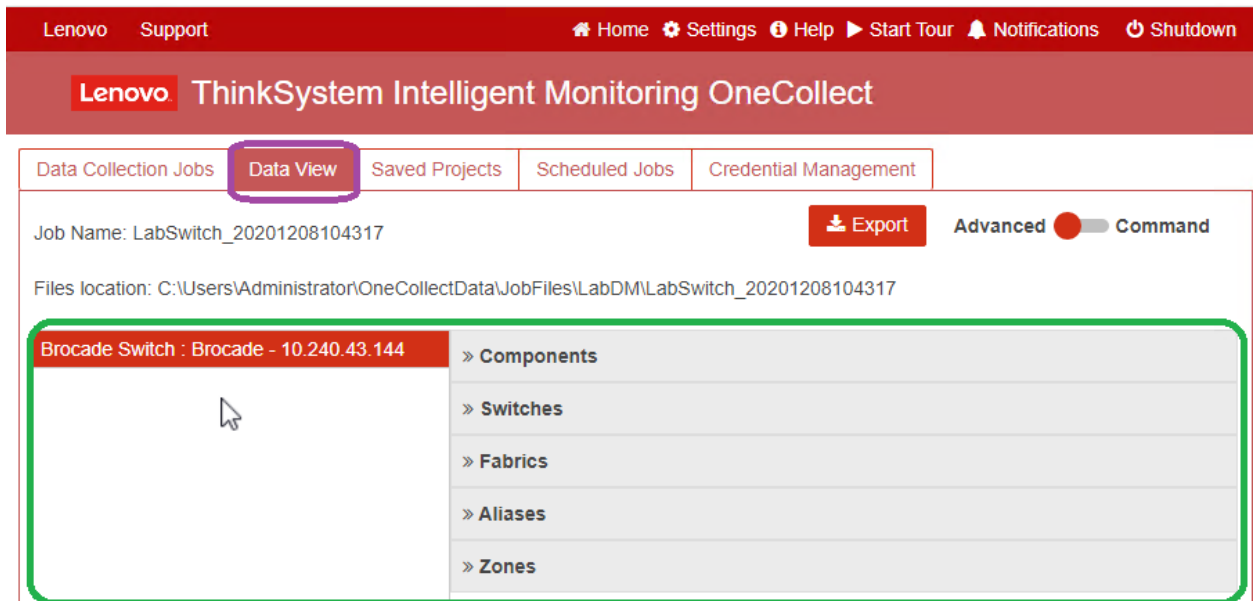 Lenovo Support Home Settings Help Start Tour Notifications Shutdown
Lenovo ThinkSystem Intelligent Monitoring OneCollect
Data Collection Jobs Data View Saved Projects Scheduled Jobs Credential Management
Job Name: LabSwitch_20201208104317 Export Advanced Command
Files location: C:\Users\Administrator\OneCollectData\JobFiles\LabDM\LabSwitch_20201208104317
Brocade Switch : Brocade - 10.240.43.144
» Components
» Switches
» Fabrics
» Aliases
» Zones